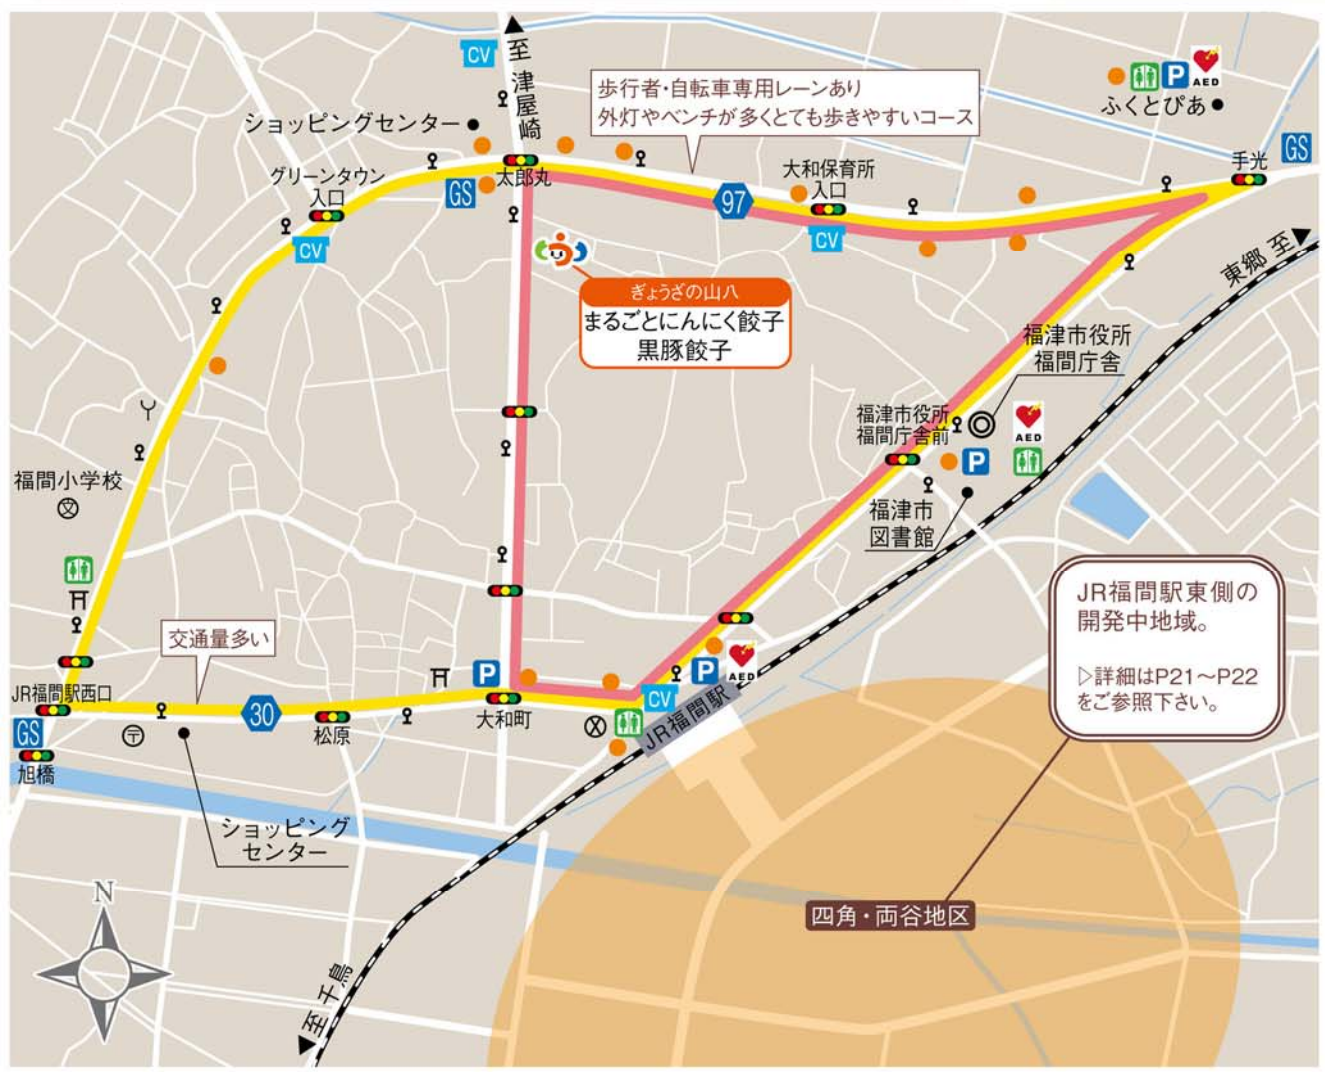 CV
至
津屋崎
ショッピングセンター
歩行者・自転車専用レーンあり
外灯やベンチが多くとても歩きやすいコース
P
AED
ふくとぴあ
GS
手光
グリーンタウン
入口
太郎丸
GS
大和保育所
入口
97
CV
CV
東郷 至
ぎょうざの山八
まるごとにんにく餃子
黒豚餃子
福津市役所
福間庁舎
福津市役所
福間庁舎前
AED
P
福間小学校
文
福津市
図書館
JR福間駅東側の
開発中地域。
▷詳細はP21～P22
をご参照下さい。
交通量多い
P
P
AED
JR福間駅西口
30
CV
JR福間駅
GS
松原
大和町
旭橋
ショッピング
センター
N
四角・両谷地区
至 千鳥